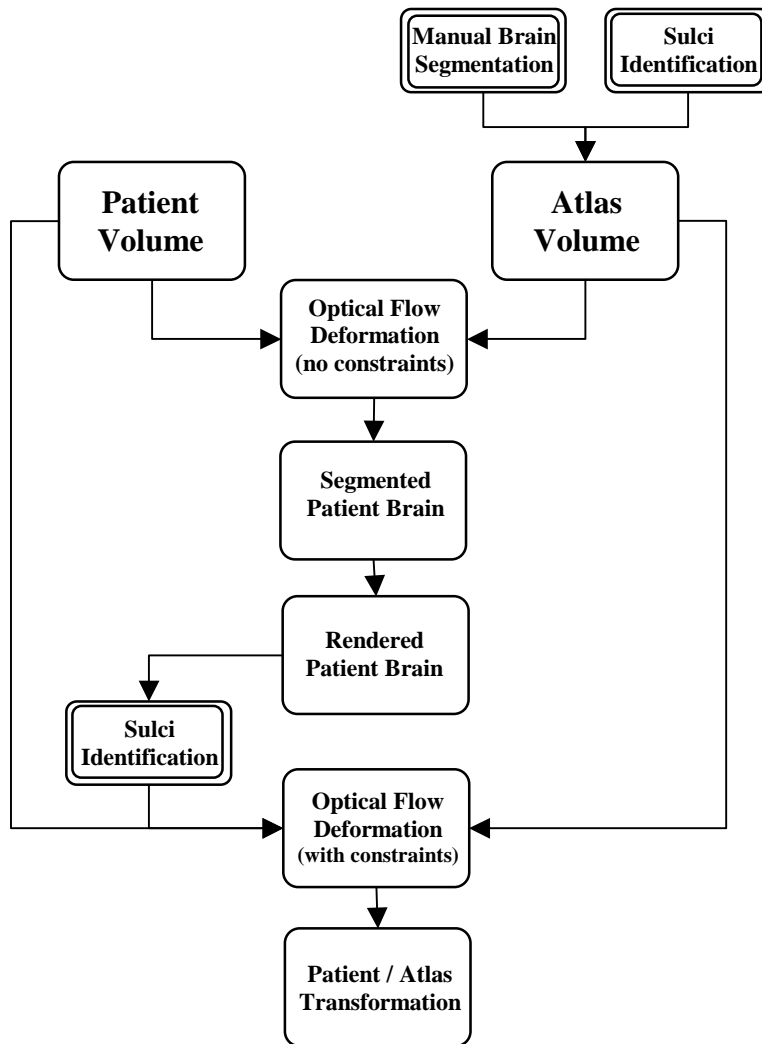 Manual Brain
Segmentation
Sulci
Identification
Patient
Volume
Atlas
Volume
Optical Flow
Deformation
(no constraints)
Segmented
Patient Brain
Rendered
Patient Brain
Sulci
Identification
Optical Flow
Deformation
(with constraints)
Patient / Atlas
Transformation